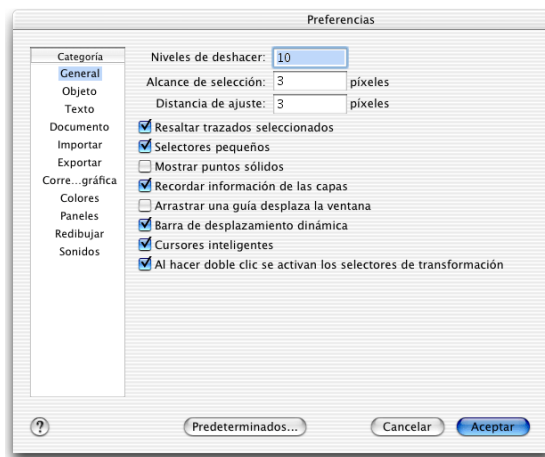 Preferencias
Categoría
General
Objeto
Texto
Documento
Importar
Exportar
Corre...gráfica
Colores
Paneles
Redibujar
Sonidos
Niveles de deshacer: 10
Alcance de selección: 3 píxeles
Distancia de ajuste: 3 píxeles
Resaltar trazados seleccionados
Selectores pequeños
Mostrar puntos sólidos
Recordar información de las capas
Arrastrar una guía desplaza la ventana
Barra de desplazamiento dinámica
Cursores inteligentes
Al hacer doble clic se activan los selectores de transformación
? Predeterminados... Cancelar Aceptar